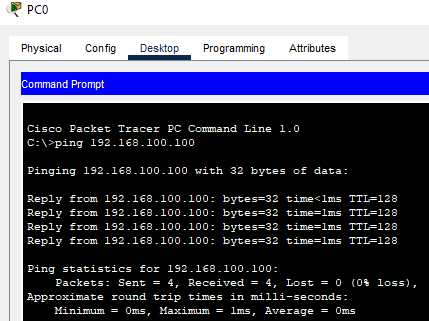 PC0
Physical Config Desktop Programming Attributes
Command Prompt
Cisco Packet Tracer PC Command Line 1.0
C:\>ping 192.168.100.100
Pinging 192.168.100.100 with 32 bytes of data:
Reply from 192.168.100.100: bytes=32 time<1ms TTL=128
Reply from 192.168.100.100: bytes=32 time=1ms TTL=128
Reply from 192.168.100.100: bytes=32 time=1ms TTL=128
Reply from 192.168.100.100: bytes=32 time=1ms TTL=128
Ping statistics for 192.168.100.100:
Packets: Sent = 4, Received = 4, Lost = 0 (0% loss),
Approximate round trip times in milli-seconds:
Minimum = 0ms, Maximum = 1ms, Average = 0ms